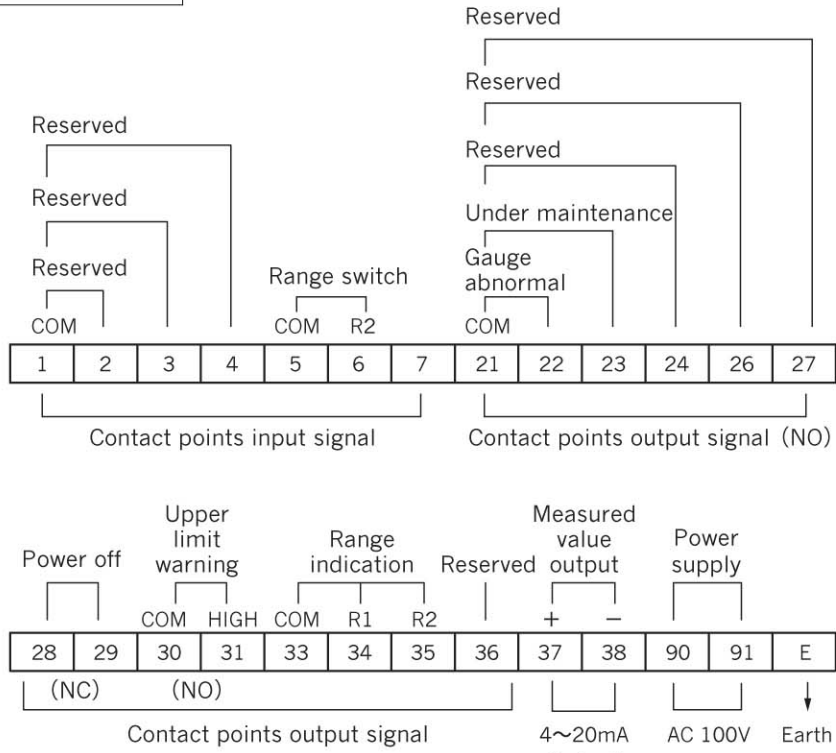 Reserved
Reserved
Reserved
Reserved
Under maintenance
Gauge
abnormal
Reserved
Reserved
Range switch
COM COM R2 COM
1 2 3 4 5 6 7 21 22 23 24 26 27
Contact points input signal Contact points output signal (NO)
Power off
Upper
limit
warning
Range
indication
Reserved
Measured
value
output
Power
supply
COM HIGH COM R1 R2 + −
28 29 30 31 33 34 35 36 37 38 90 91 E
(NC) (NO)
Contact points output signal 4~20mA AC 100V Earth